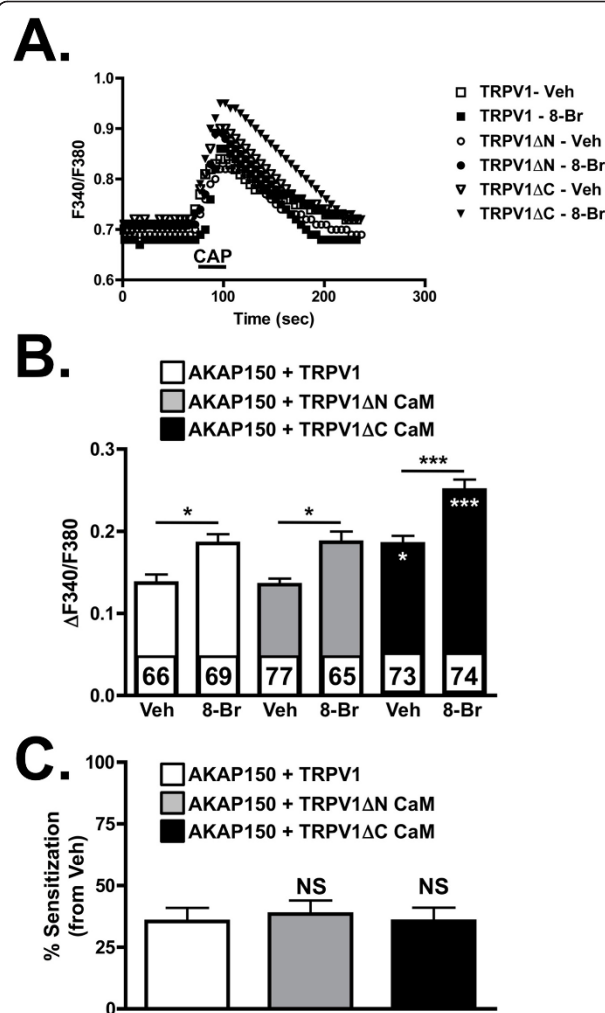 A.
1.0
0.9
0.8
0.7
0.6
F340/F380
CAP
0
100
200
300
Time (sec)
TRPV1- Veh
TRPV1 - 8-Br
TRPV1ΔN - Veh
TRPV1ΔN - 8-Br
TRPV1ΔC - Veh
TRPV1ΔC - 8-Br
B.
AKAP150 + TRPV1
AKAP150 + TRPV1ΔN CaM
AKAP150 + TRPV1ΔC CaM
0.3
0.2
0.1
0.0
ΔF340/F380
*
*
***
*
***
66 69 77 65 73 74
Veh 8-Br Veh 8-Br Veh 8-Br
C.
AKAP150 + TRPV1
AKAP150 + TRPV1ΔN CaM
AKAP150 + TRPV1ΔC CaM
100
75
50
25
0
% Sensitization
(from Veh)
NS NS